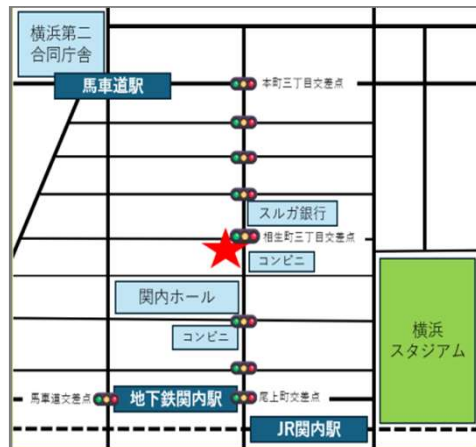 横浜第二
合同庁舎
馬車道駅
本町三丁目交差点
スルガ銀行
相生町三丁目交差点
コンビニ
関内ホール
コンビニ
横浜
スタジアム
馬車道交差点
地下鉄関内駅
尾上町交差点
JR関内駅